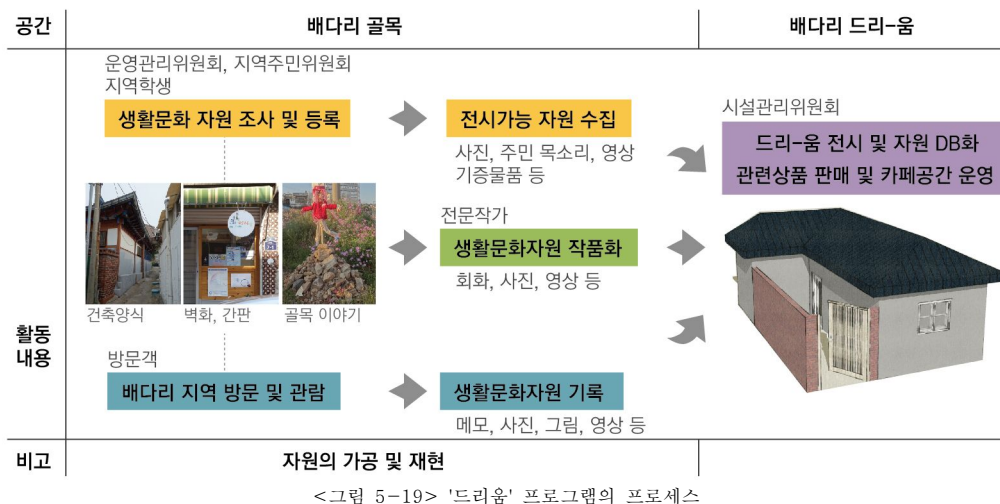 공간
배다리 골목
배다리 드리-움
운영관리위원회, 지역주민위원회
지역학생
생활문화 자원 조사 및 등록
전시가능 자원 수집
사진, 주민 목소리, 영상
기증물품 등
시설관리위원회
드리-움 전시 및 자원 DB화
관련상품 판매 및 카페공간 운영
전문작가
생활문화자원 작품화
회화, 사진, 영상 등
건축양식
벽화, 간판
골목 이야기
활동
내용
방문객
배다리 지역 방문 및 관람
생활문화자원 기록
메모, 사진, 그림, 영상 등
비고
자원의 가공 및 재현
<그림 5-19> '드리움' 프로그램의 프로세스